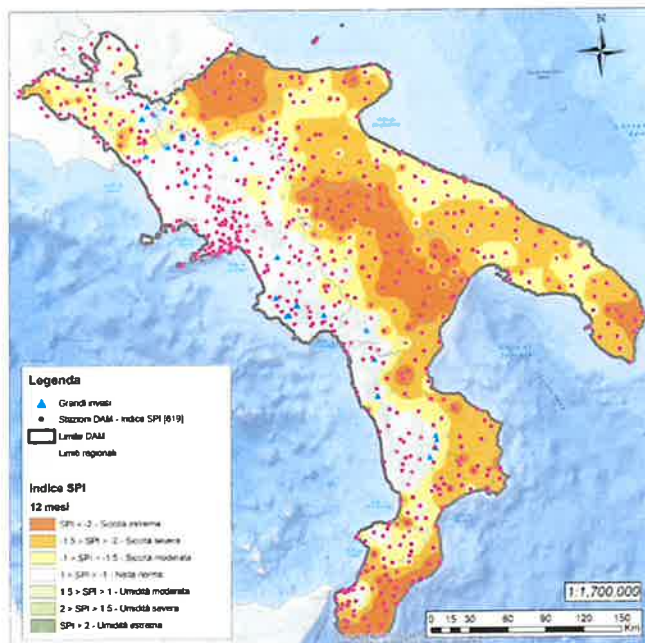 N
Legenda
Grandi invasi
Stazioni DAM - Indice SPI [619]
Limite DAM
Limiti regionali
Indice SPI
12 mesi
SPI < -2 - Siccità estrema
-1.5 > SPI > -2 - Siccità severa
-1 > SPI > -1.5 - Siccità moderata
1 > SPI > -1 - Nella norma
1.5 > SPI > 1 - Umidità moderata
2 > SPI > 1.5 - Umidità severa
SPI > 2 - Umidità estrema
1:1,700,000
0 15 30 60 90 120 150
Km